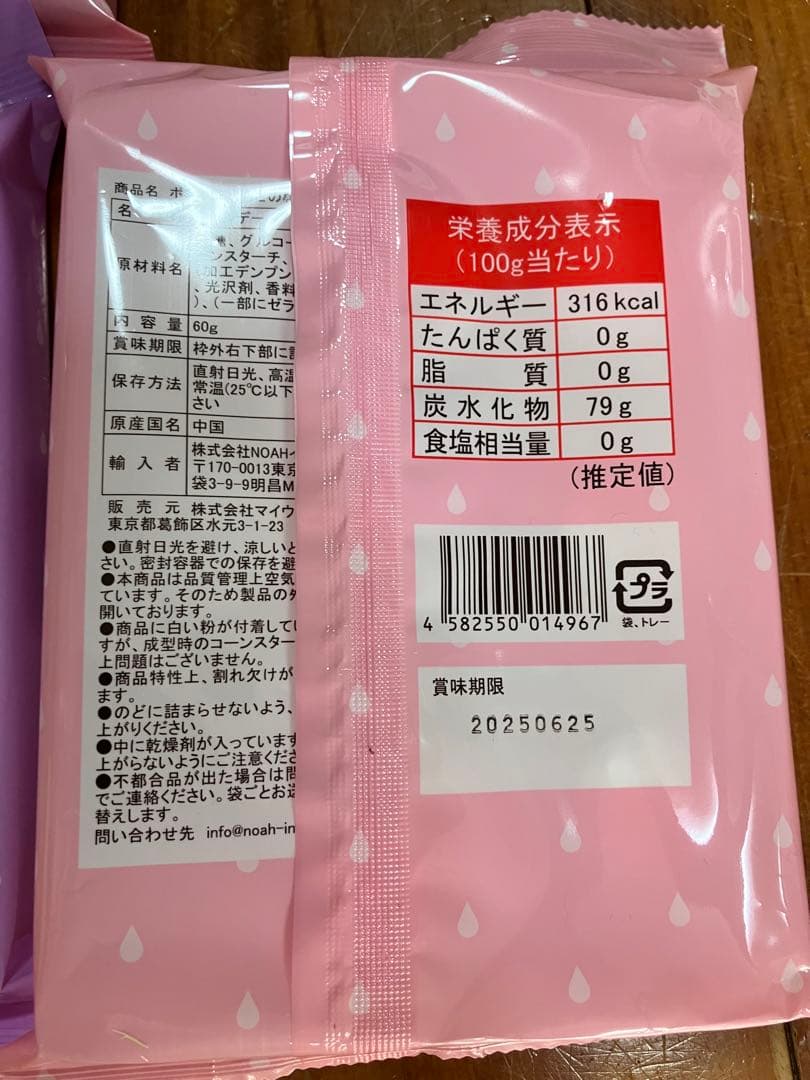 商品名 ポ
名 デー
原材料名 糖、グルコー
ンスターチ、
(加工デンプン
、光沢剤、香料
)、(一部にゼラ
内容量 60g
賞味期限 枠外右下部に記
保存方法 直射日光、高温
常温(25℃以下
さい
原産国名 中国
輸入者 株式会社NOAHイ
〒170-0013東京
袋3-9-9明昌M
販売元 株式会社マイウ
東京都葛飾区水元3-1-23
●直射日光を避け、涼しいと
さい。密封容器での保存を避
●本商品は品質管理上空気
ています。そのため製品の外
開いております。
●商品に白い粉が付着してい
すが、成型時のコーンスター
上問題はございません。
●商品特性上、割れ欠けが
ます。
●のどに詰まらせないよう、
上がりください。
●中に乾燥剤が入っています
上がらないようにご注意くださ
●不都合品が出た場合は問
でご連絡ください。袋ごとお送
替えします。
問い合わせ先 info@noah-in
栄養成分表示
(100g当たり)
エネルギー 316kcal
たんぱく質 0g
脂質 0g
炭水化物 79g
食塩相当量 0g
(推定値)
4 582550 014967
プラ
袋、トレー
賞味期限
20250625